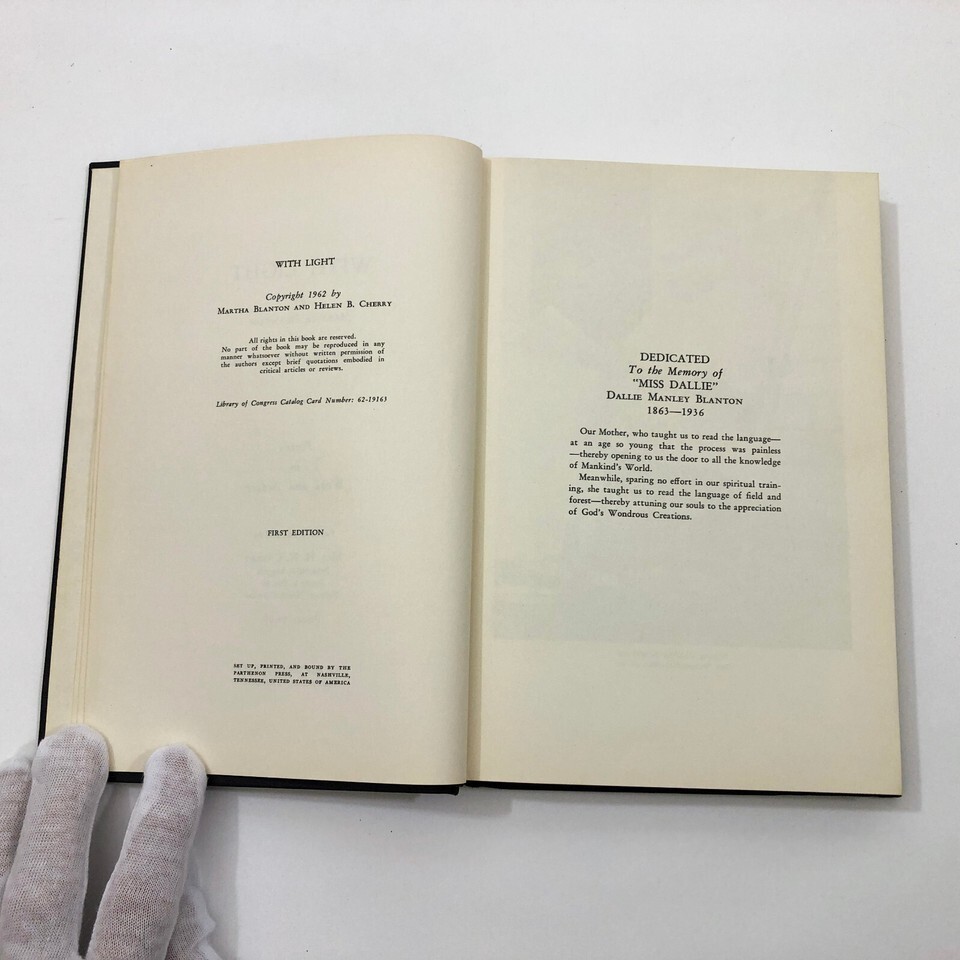 WITH LIGHT
Copyright 1962 by
MARTHA BLANTON AND HELEN B. CHERRY
All rights in this book are reserved.
No part of the book may be reproduced in any
manner whatsoever without written permission of
the authors except brief quotations embodied in
critical articles or reviews.
Library of Congress Catalog Card Number: 62-19163
FIRST EDITION
SET UP, PRINTED, AND BOUND BY THE
PARTHENON PRESS, AT NASHVILLE,
TENNESSEE, UNITED STATES OF AMERICA
DEDICATED
To the Memory of
"MISS DALLIE"
DALLIE MANLEY BLANTON
1863—1936
Our Mother, who taught us to read the language—
at an age so young that the process was painless
—thereby opening to us the door to all the knowledge
of Mankind's World.
Meanwhile, sparing no effort in our spiritual train-
ing, she taught us to read the language of field and
forest—thereby attuning our souls to the appreciation
of God's Wondrous Creations.